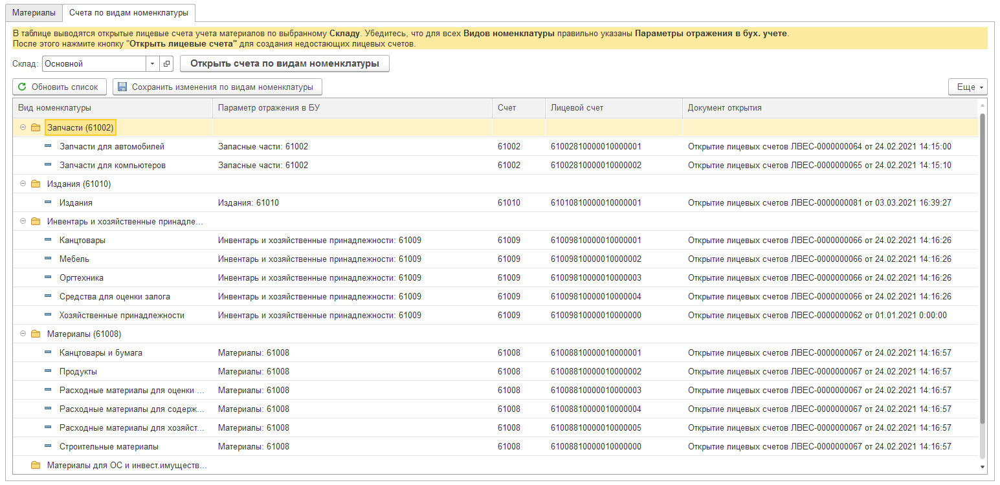 Материалы Счета по видам номенклатуры
В таблице выводятся открытые лицевые счета учета материалов по выбранному Складу. Убедитесь, что для всех Видов номенклатуры правильно указаны Параметры отражения в бух. учете.
После этого нажмите кнопку "Открыть лицевые счета" для создания недостающих лицевых счетов.
Склад: Основной Открыть счета по видам номенклатуры
Обновить список Сохранить изменения по видам номенклатуры Еще
Вид номенклатуры Параметр отражения в БУ Счет Лицевой счет Документ открытия
Запчасти (61002)
Запчасти для автомобилей Запасные части: 61002 61002 61002810000010000001 Открытие лицевых счетов ЛВЕС-0000000064 от 24.02.2021 14:15:00
Запчасти для компьютеров Запасные части: 61002 61002 61002810000010000002 Открытие лицевых счетов ЛВЕС-0000000065 от 24.02.2021 14:15:10
Издания (61010)
Издания Издания: 61010 61010 61010810000010000001 Открытие лицевых счетов ЛВЕС-0000000081 от 03.03.2021 16:39:27
Инвентарь и хозяйственные принадле...
Канцтовары Инвентарь и хозяйственные принадлежности: 61009 61009 61009810000010000001 Открытие лицевых счетов ЛВЕС-0000000066 от 24.02.2021 14:16:26
Мебель Инвентарь и хозяйственные принадлежности: 61009 61009 61009810000010000002 Открытие лицевых счетов ЛВЕС-0000000066 от 24.02.2021 14:16:26
Оргтехника Инвентарь и хозяйственные принадлежности: 61009 61009 61009810000010000003 Открытие лицевых счетов ЛВЕС-0000000066 от 24.02.2021 14:16:26
Средства для оценки залога Инвентарь и хозяйственные принадлежности: 61009 61009 61009810000010000004 Открытие лицевых счетов ЛВЕС-0000000066 от 24.02.2021 14:16:26
Хозяйственные принадлежности Инвентарь и хозяйственные принадлежности: 61009 61009 61009810000010000000 Открытие лицевых счетов ЛВЕС-0000000062 от 01.01.2021 0:00:00
Материалы (61008)
Канцтовары и бумага Материалы: 61008 61008 61008810000010000001 Открытие лицевых счетов ЛВЕС-0000000067 от 24.02.2021 14:16:57
Продукты Материалы: 61008 61008 61008810000010000002 Открытие лицевых счетов ЛВЕС-0000000067 от 24.02.2021 14:16:57
Расходные материалы для оценки ... Материалы: 61008 61008 61008810000010000003 Открытие лицевых счетов ЛВЕС-0000000067 от 24.02.2021 14:16:57
Расходные материалы для содерж... Материалы: 61008 61008 61008810000010000004 Открытие лицевых счетов ЛВЕС-0000000067 от 24.02.2021 14:16:57
Расходные материалы для хозяйст... Материалы: 61008 61008 61008810000010000005 Открытие лицевых счетов ЛВЕС-0000000067 от 24.02.2021 14:16:57
Строительные материалы Материалы: 61008 61008 61008810000010000000 Открытие лицевых счетов ЛВЕС-0000000067 от 24.02.2021 14:16:57
Материалы для ОС и инвест.имуществ...